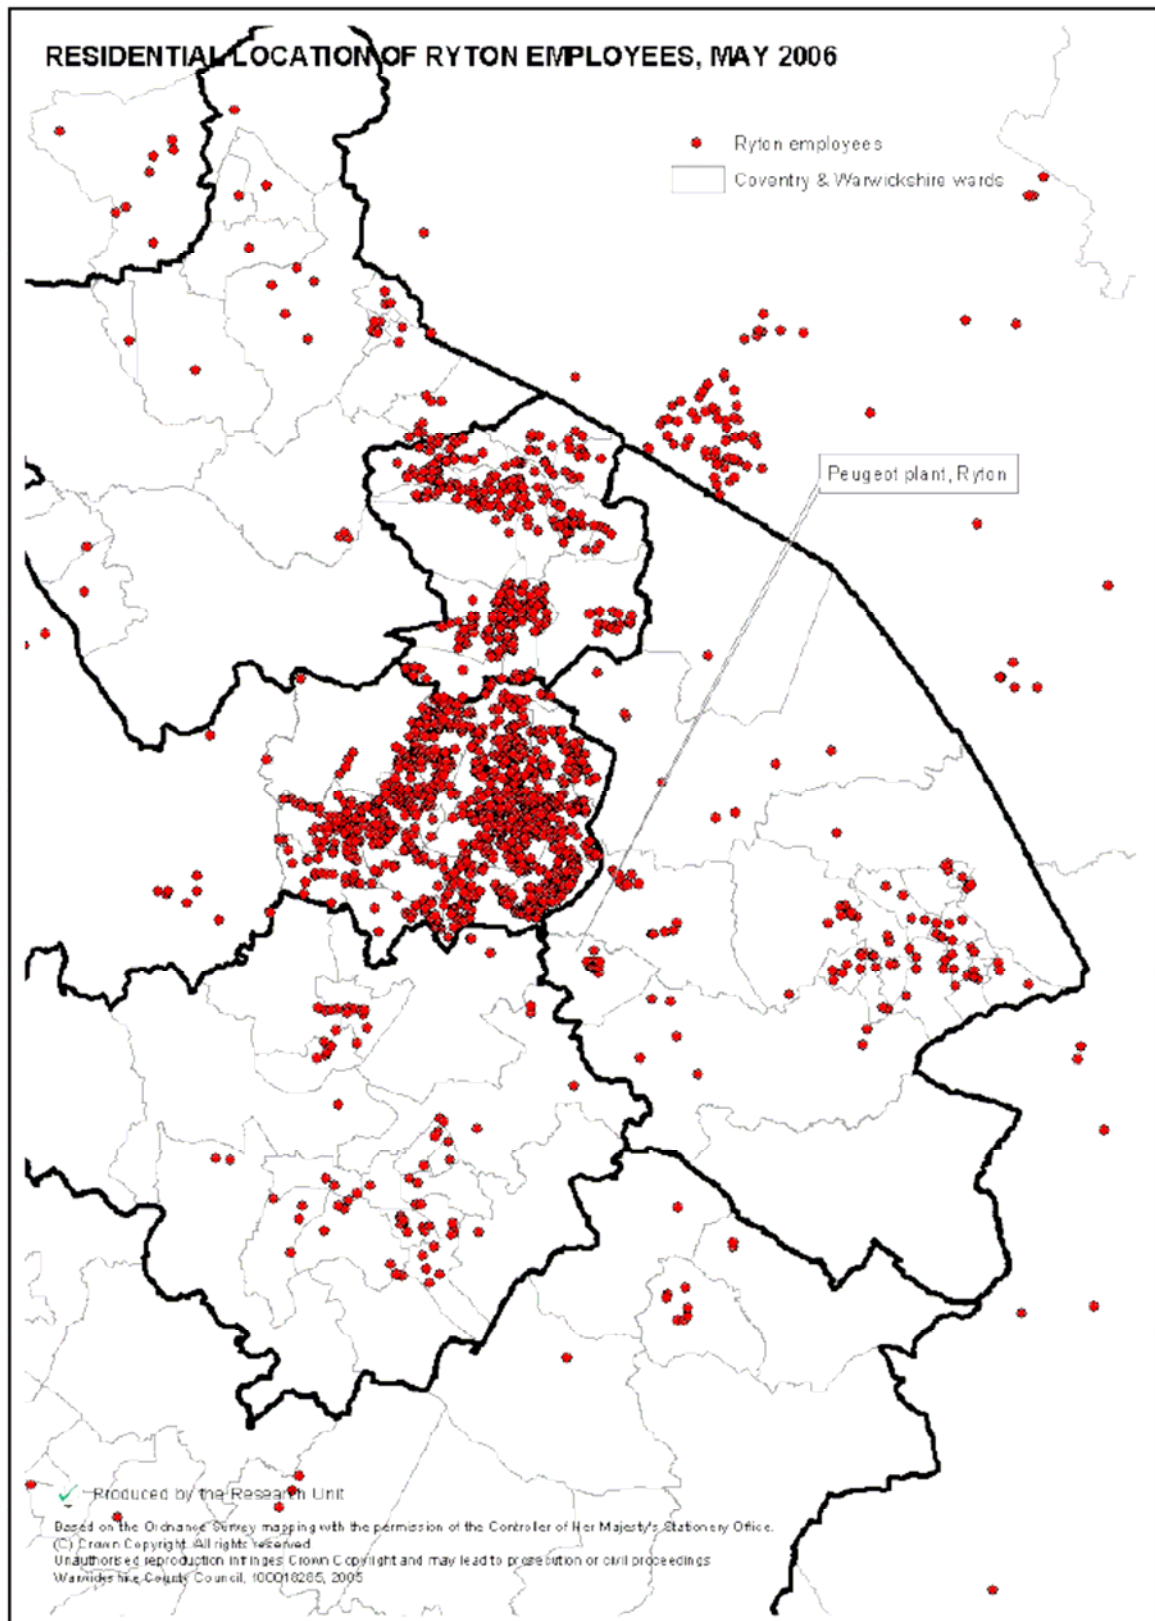 RESIDENTIAL LOCATION OF RYTON EMPLOYEES, MAY 2006
Ryton employees
Coventry & Warwickshire wards
Peugeot plant, Ryton
Produced by the Research Unit
Based on the Ordnance Survey mapping with the permission of the Controller of Her Majesty's Stationery Office.
(C) Crown Copyright. All rights reserved
Unauthorised reproduction infringes Crown Copyright and may lead to prosecution or civil proceedings
Warwickshire County Council, 100018285, 2005